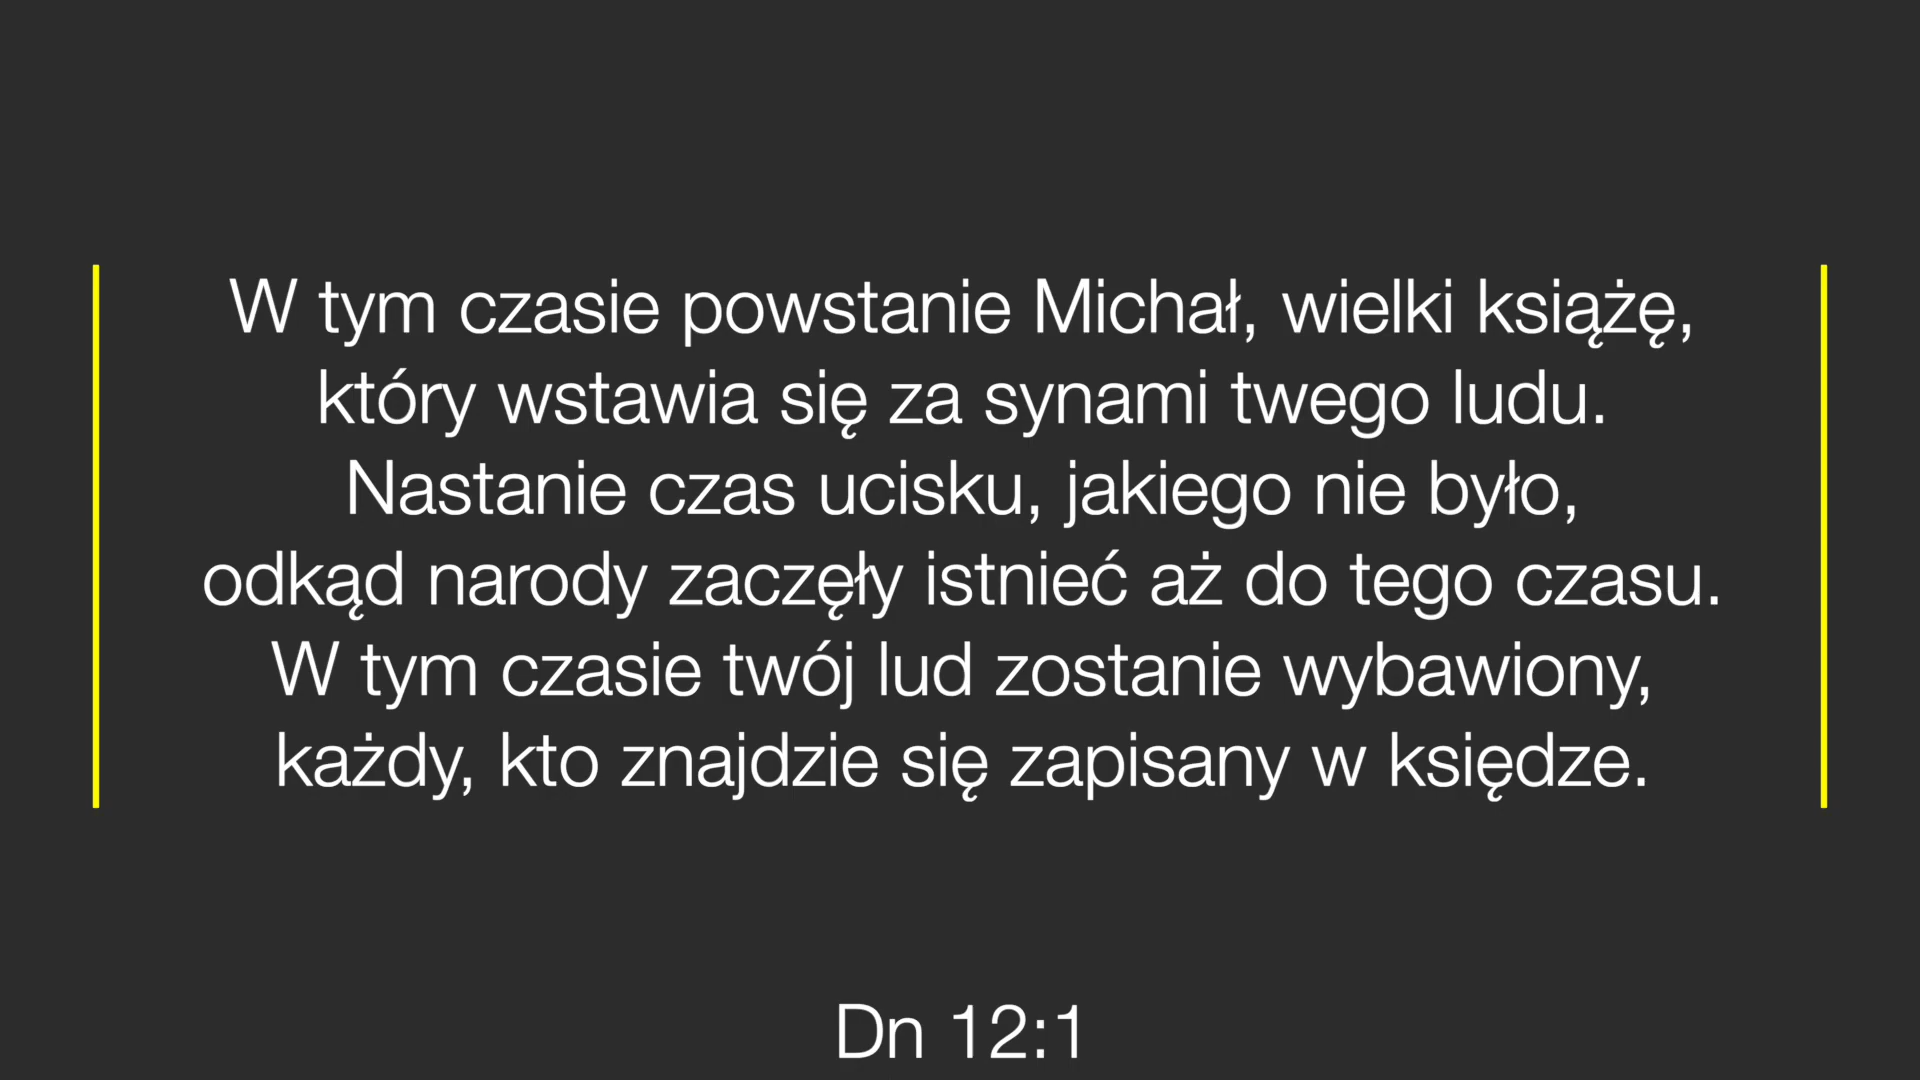 W tym czasie powstanie Michał, wielki książę,
który wstawia się za synami twego ludu.
Nastanie czas ucisku, jakiego nie było,
odkąd narody zaczęły istnieć aż do tego czasu.
W tym czasie twój lud zostanie wybawiony,
każdy, kto znajdzie się zapisany w księdze.
Dn 12:1